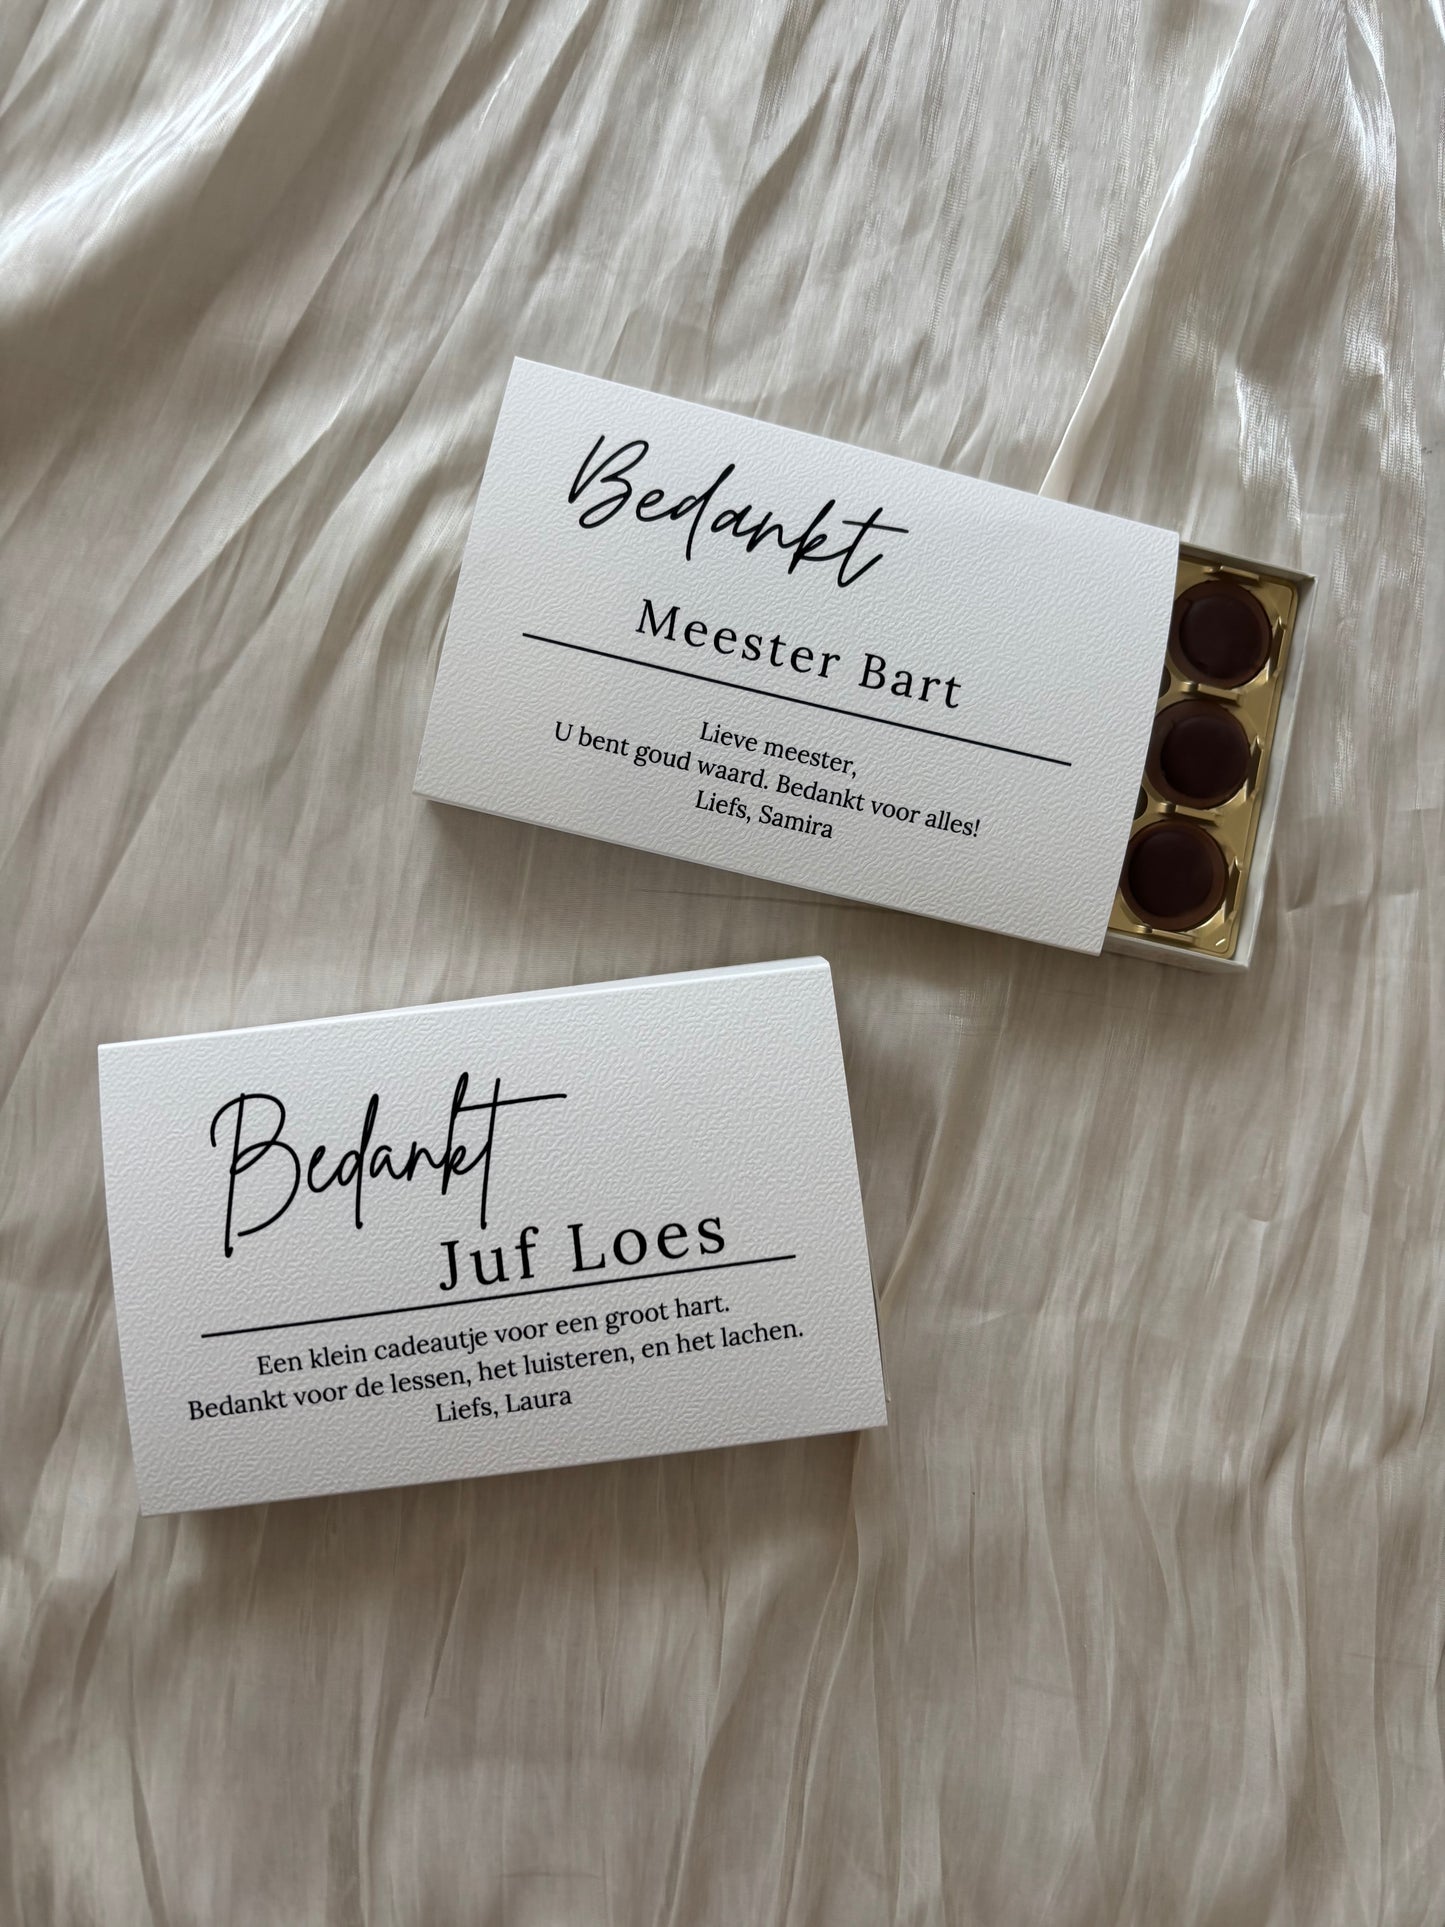 Bedankt
Meester Bart
Lieve meester,
U bent goud waard. Bedankt voor alles!
Liefs, Samira
Bedankt
Juf Loes
Een klein cadeautje voor een groot hart.
Bedankt voor de lessen, het luisteren, en het lachen.
Liefs, Laura